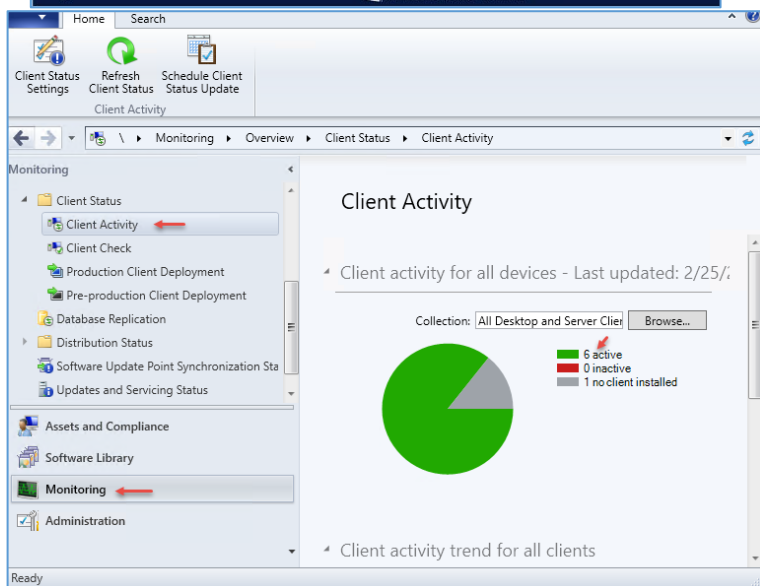 Home Search
Client Status Settings
Refresh Client Status
Schedule Client Status Update
Client Activity
\ Monitoring Overview Client Status Client Activity
Monitoring
Client Status
Client Activity
Client Check
Production Client Deployment
Pre-production Client Deployment
Database Replication
Distribution Status
Software Update Point Synchronization Sta
Updates and Servicing Status
Assets and Compliance
Software Library
Monitoring
Administration
Client Activity
Client activity for all devices - Last updated: 2/25/
Collection: All Desktop and Server Clien Browse...
6 active
0 inactive
1 no client installed
Client activity trend for all clients
Ready